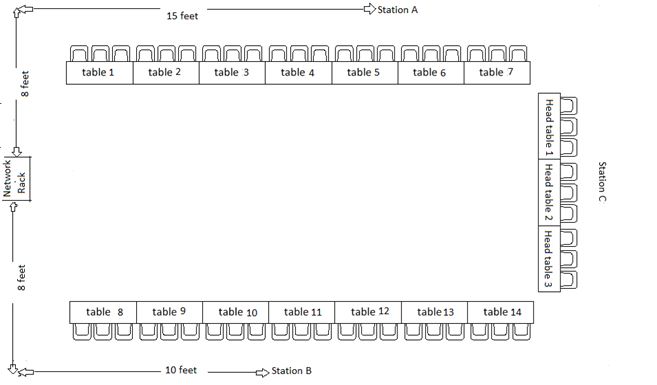 Station A
15 feet
8 feet
table 1 table 2 table 3 table 4 table 5 table 6 table 7
Head table 1
Head table 2
Head table 3
Station C
Network
Rack
8 feet
table 8 table 9 table 10 table 11 table 12 table 13 table 14
10 feet
Station B